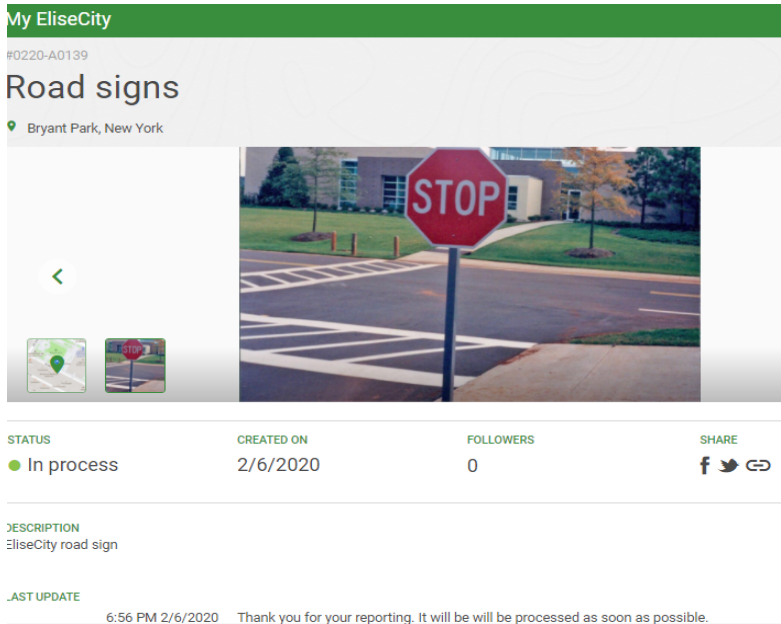 My EliseCity
#0220-A0139
Road signs
Bryant Park, New York
STOP
STOP
STATUS
CREATED ON
FOLLOWERS
SHARE
In process
2/6/2020
0
DESCRIPTION
EliseCity road sign
LAST UPDATE
6:56 PM 2/6/2020 Thank you for your reporting. It will be will be processed as soon as possible.